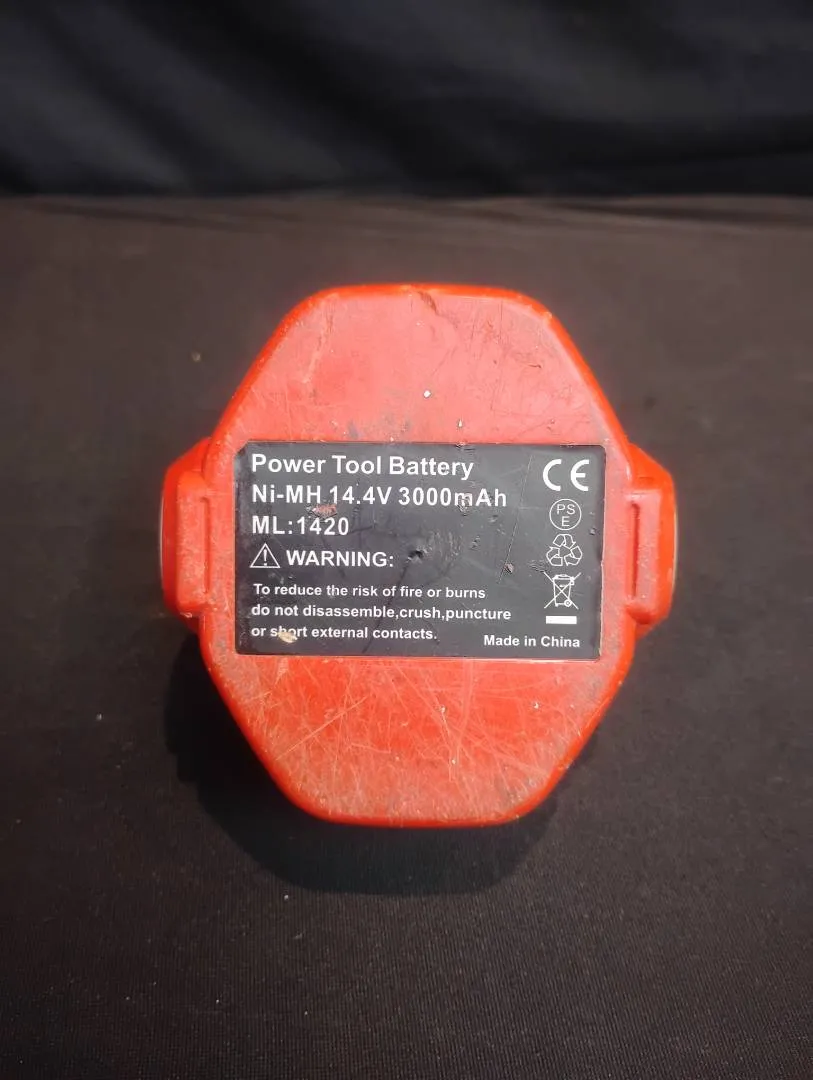 Power Tool Battery
Ni-MH 14.4V 3000mAh
ML:1420
WARNING:
To reduce the risk of fire or burns
do not disassemble,crush,puncture
or short external contacts.
Made in China
CE
PS
E